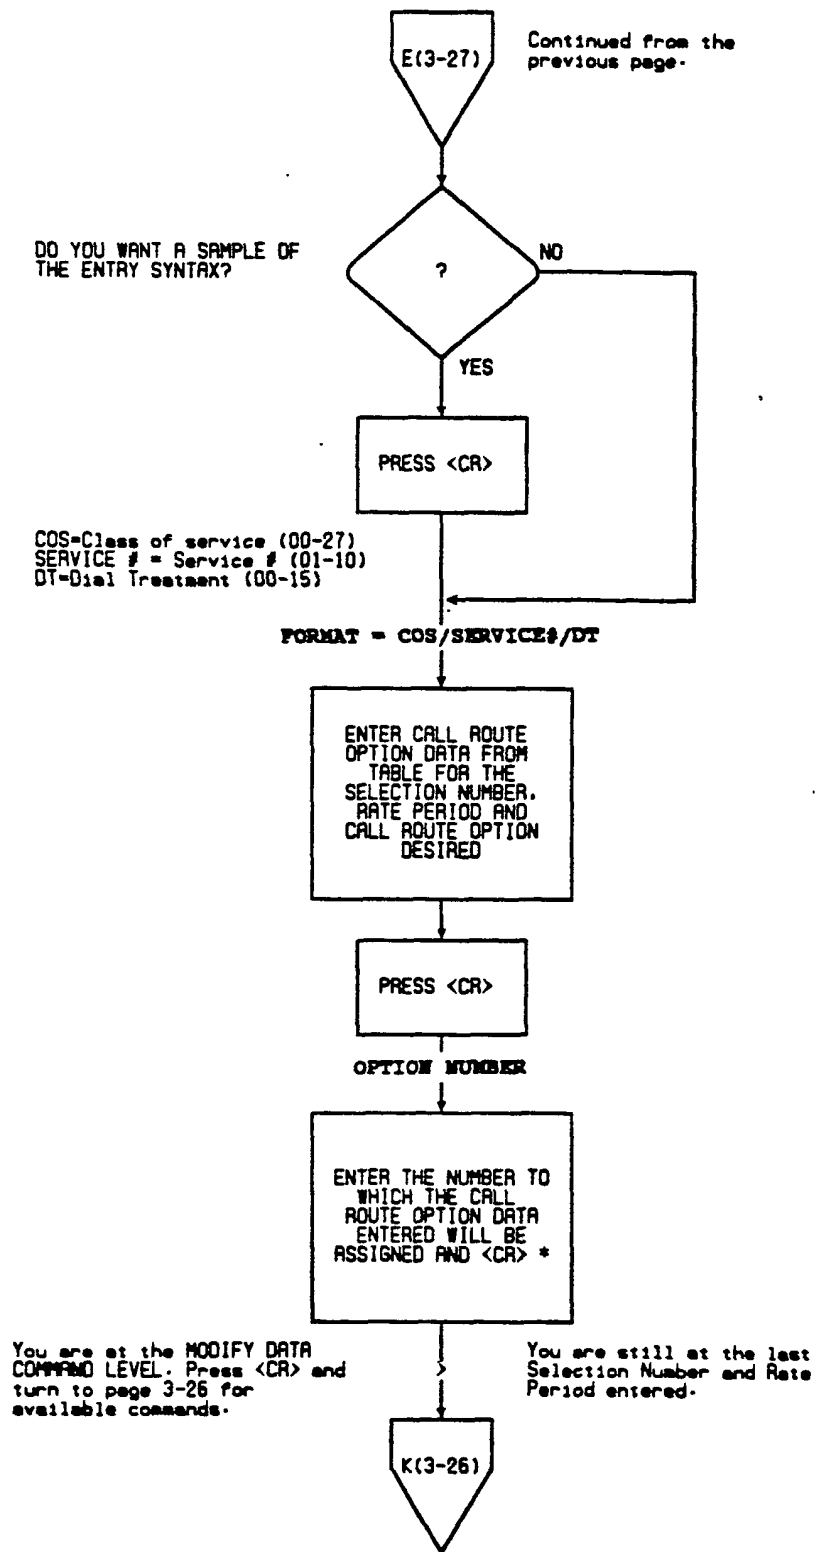 E(3-27)
Continued from the
previous page.
DO YOU WANT A SAMPLE OF
THE ENTRY SYNTAX?
?
NO
YES
PRESS <CR>
COS=Class of service (00-27)
SERVICE # = Service # (01-10)
DT=Dial Treatment (00-15)
FORMAT = COS/SERVICE#/DT
ENTER CALL ROUTE
OPTION DATA FROM
TABLE FOR THE
SELECTION NUMBER,
RATE PERIOD AND
CALL ROUTE OPTION
DESIRED
PRESS <CR>
OPTION NUMBER
ENTER THE NUMBER TO
WHICH THE CALL
ROUTE OPTION DATA
ENTERED WILL BE
ASSIGNED AND <CR> *
You are at the MODIFY DATA
COMMAND LEVEL. Press <CR> and
turn to page 3-26 for
available commands.
>
You are still at the last
Selection Number and Rate
Period entered.
K(3-26)